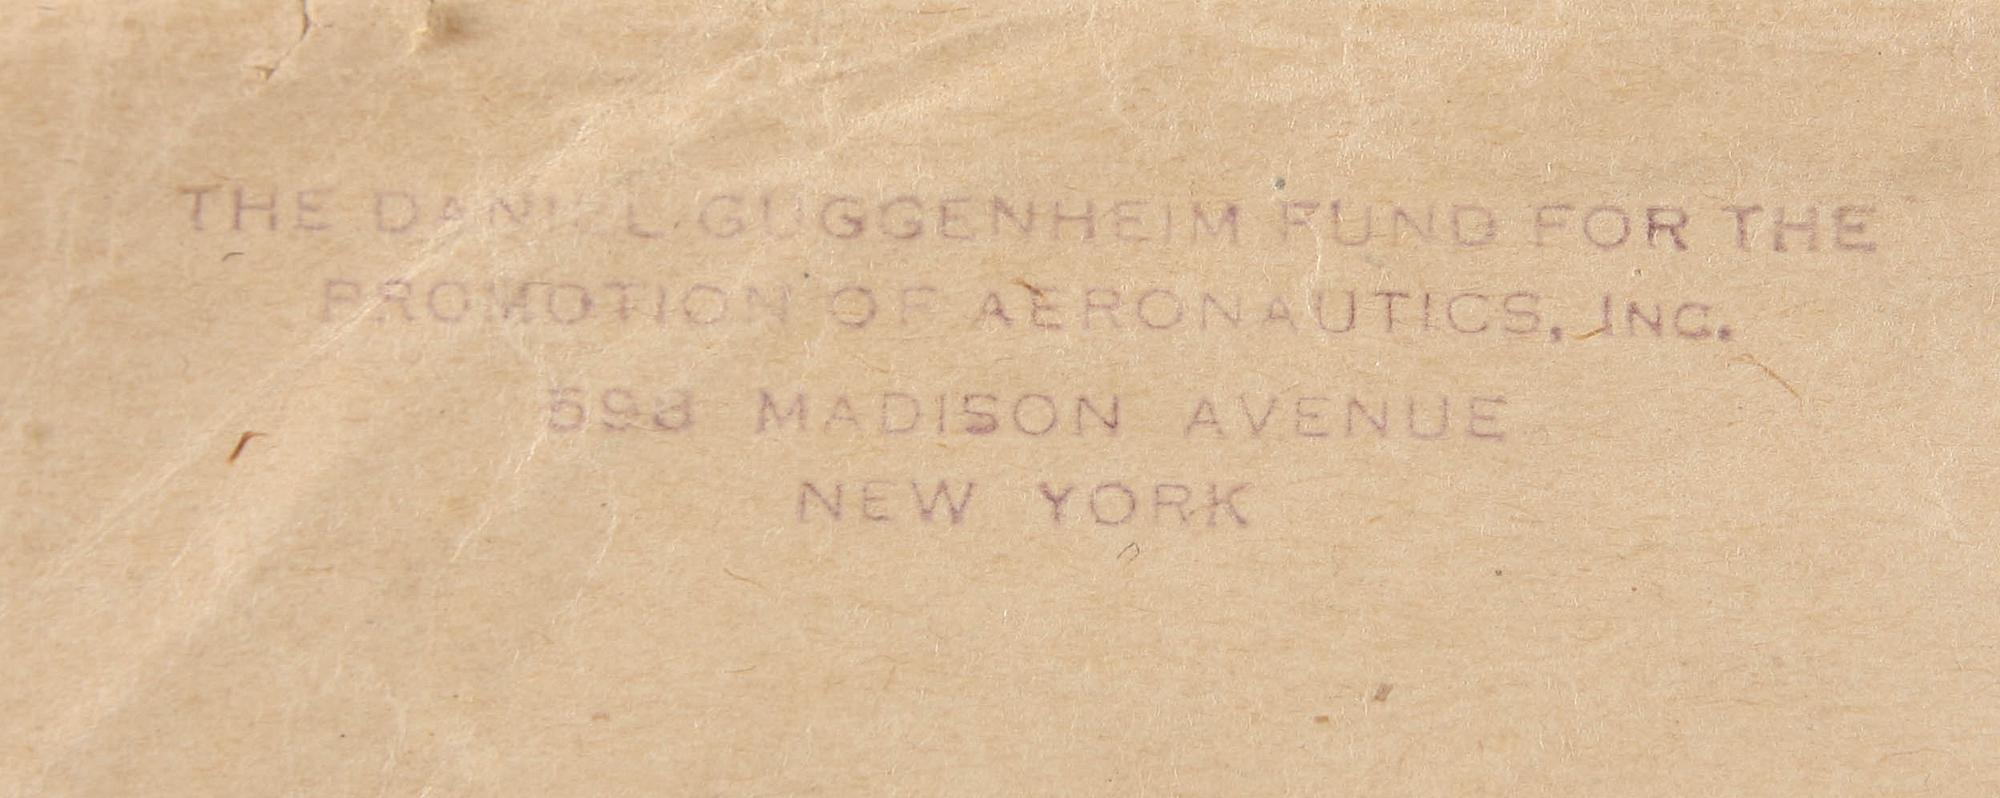 THE DANIEL GUGGENHEIM FUND FOR THE
PROMOTION OF AERONAUTICS, INC.
598 MADISON AVENUE
NEW YORK